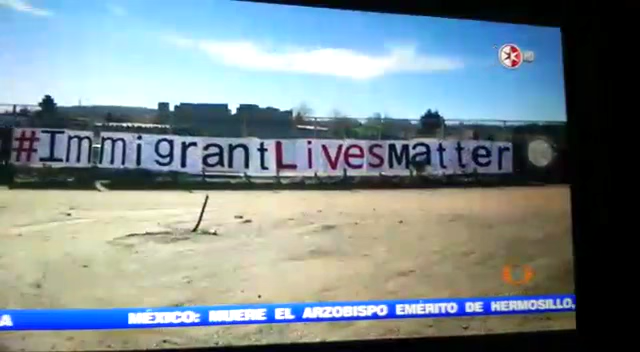 #ImmigrantLivesMatter
A MÉXICO: MUERE EL ARZOBISPO EMÉRITO DE HERMOSILLO,